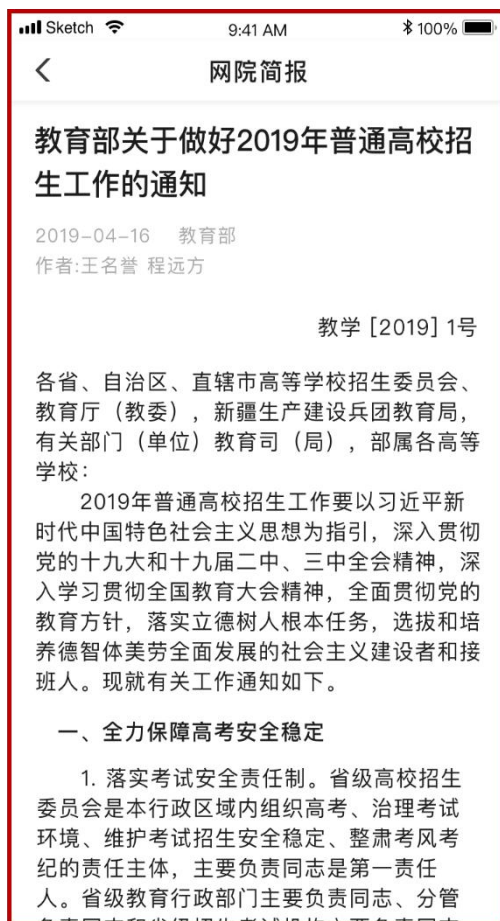 Sketch 9:41 AM 100%
网院简报
教育部关于做好2019年普通高校招
生工作的通知
2019-04-16 教育部
作者:王名誉 程远方
教学 [2019] 1号
各省、自治区、直辖市高等学校招生委员会、
教育厅（教委），新疆生产建设兵团教育局，
有关部门（单位）教育司（局），部属各高等
学校：
2019年普通高校招生工作要以习近平新
时代中国特色社会主义思想为指引，深入贯彻
党的十九大和十九届二中、三中全会精神，深
入学习贯彻全国教育大会精神，全面贯彻党的
教育方针，落实立德树人根本任务，选拔和培
养德智体美劳全面发展的社会主义建设者和接
班人。现就有关工作通知如下。
一、全力保障高考安全稳定
1. 落实考试安全责任制。省级高校招生
委员会是本行政区域内组织高考、治理考试
环境、维护考试招生安全稳定、整肃考风考
纪的责任主体，主要负责同志是第一责任
人。省级教育行政部门主要负责同志、分管